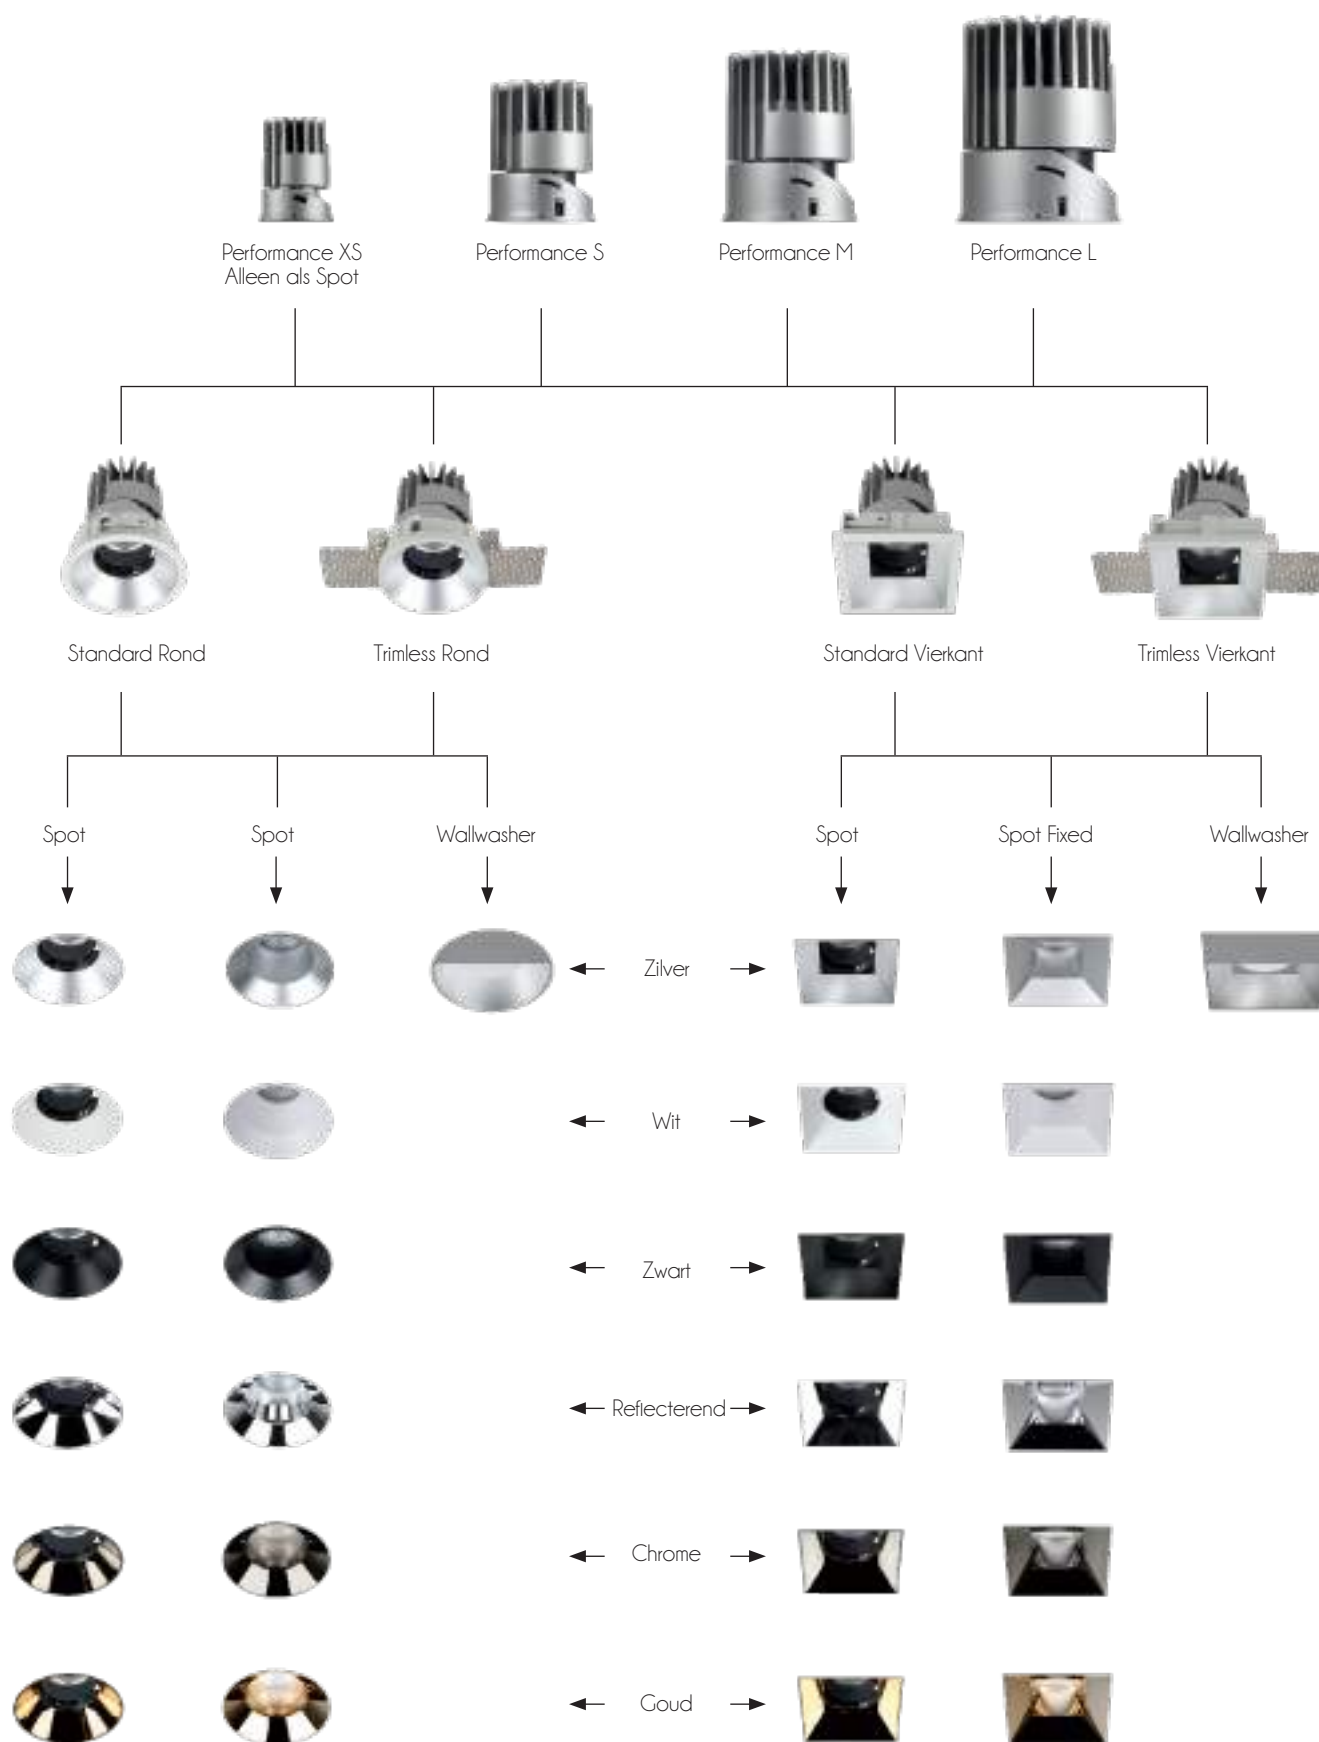 Performance XS
Alleen als Spot
Performance S
Performance M
Performance L
Standard Rond
Trimless Rond
Standard Vierkant
Trimless Vierkant
Spot
Spot
Wallwasher
Spot
Spot Fixed
Wallwasher
Zilver
Wit
Zwart
Reflecterend
Chrome
Goud